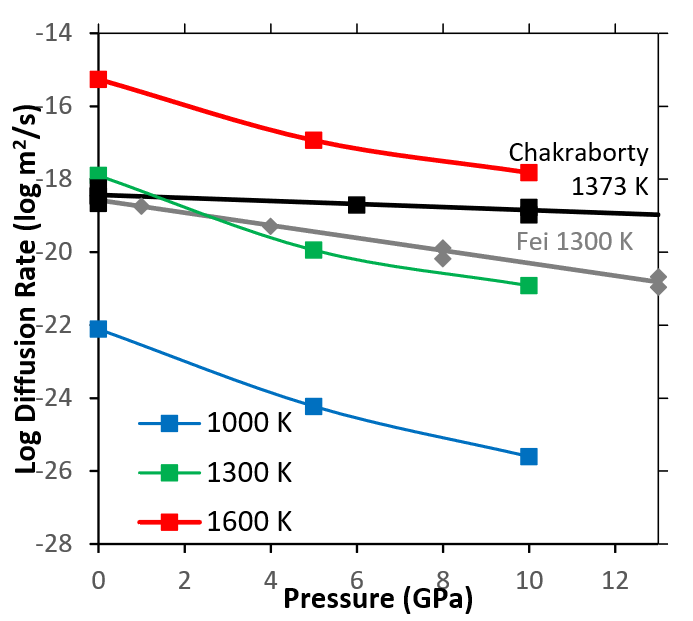 -14
-16
-18
-20
-22
-24
-26
-28
Log Diffusion Rate (log m²/s)
Chakraborty
1373 K
Fei 1300 K
1000 K
1300 K
1600 K
0 2 4 6 8 10 12
Pressure (GPa)